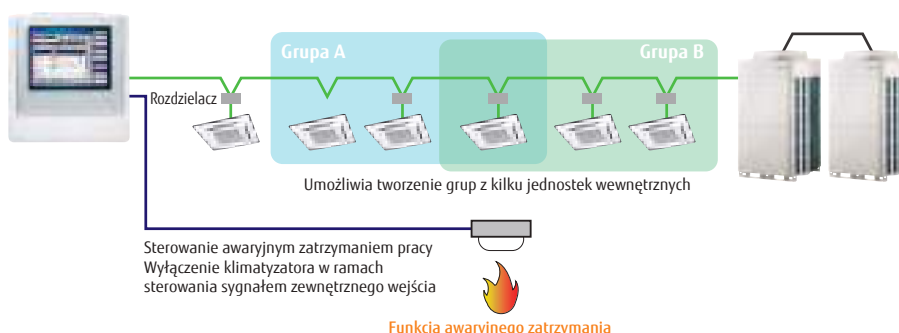 Grupa A
Grupa B
Rozdzielacz
Umożliwia tworzenie grup z kilku jednostek wewnętrznych
Sterowanie awaryjnym zatrzymaniem pracy
Wyłączenie klimatyzatora w ramach
sterowania sygnałem zewnętrznego wejścia
Funkcja awaryjnego zatrzymania